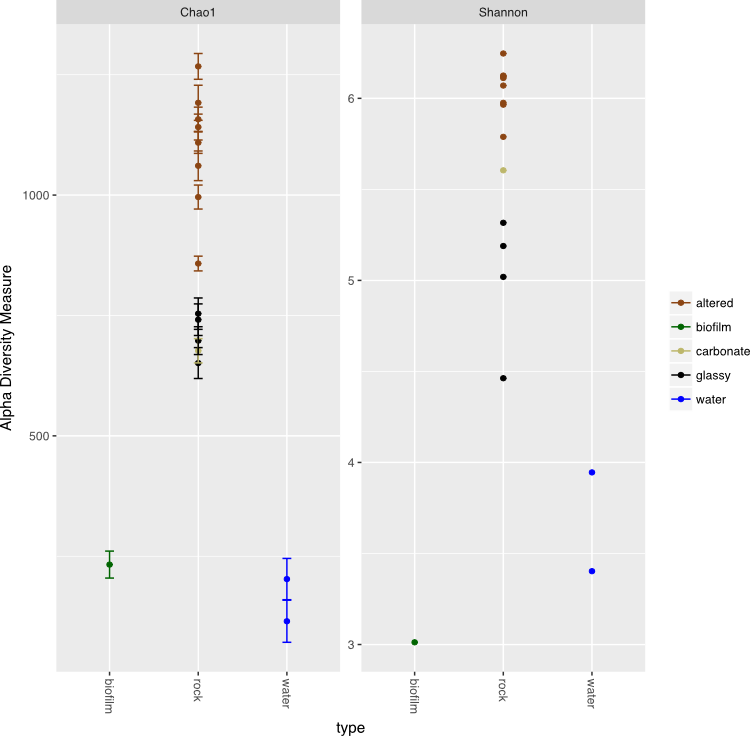 Chao1
Shannon
Alpha Diversity Measure
1000
500
6
5
4
3
biofilm
rock
water
biofilm
rock
water
type
altered
biofilm
carbonate
glassy
water